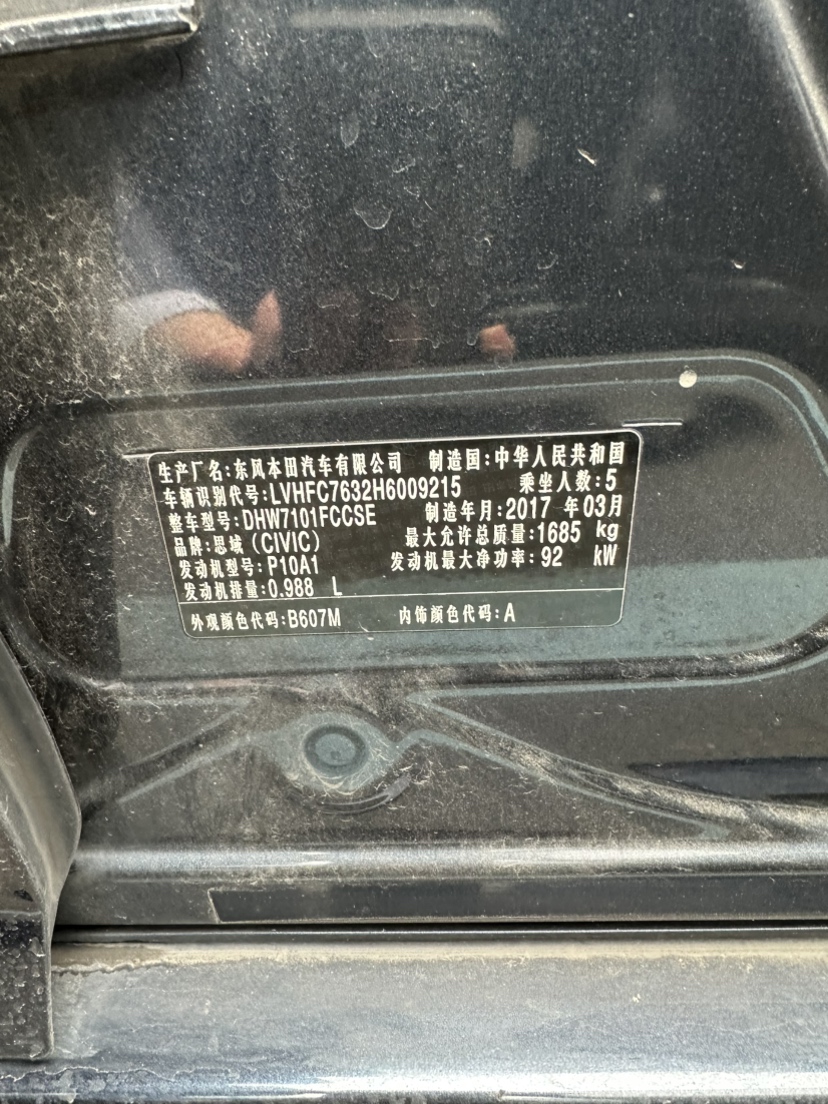 生产厂名:东风本田汽车有限公司 制造国:中华人民共和国
车辆识别代号:LVHFC7632H6009215 乘坐人数:5
整车型号:DHW7101FCCSE 制造年月:2017 年03月
品牌:思域(CIVIC) 最大允许总质量:1685 kg
发动机型号:P10A1 发动机最大净功率:92 kW
发动机排量:0.988 L
外观颜色代码:B607M 内饰颜色代码:A